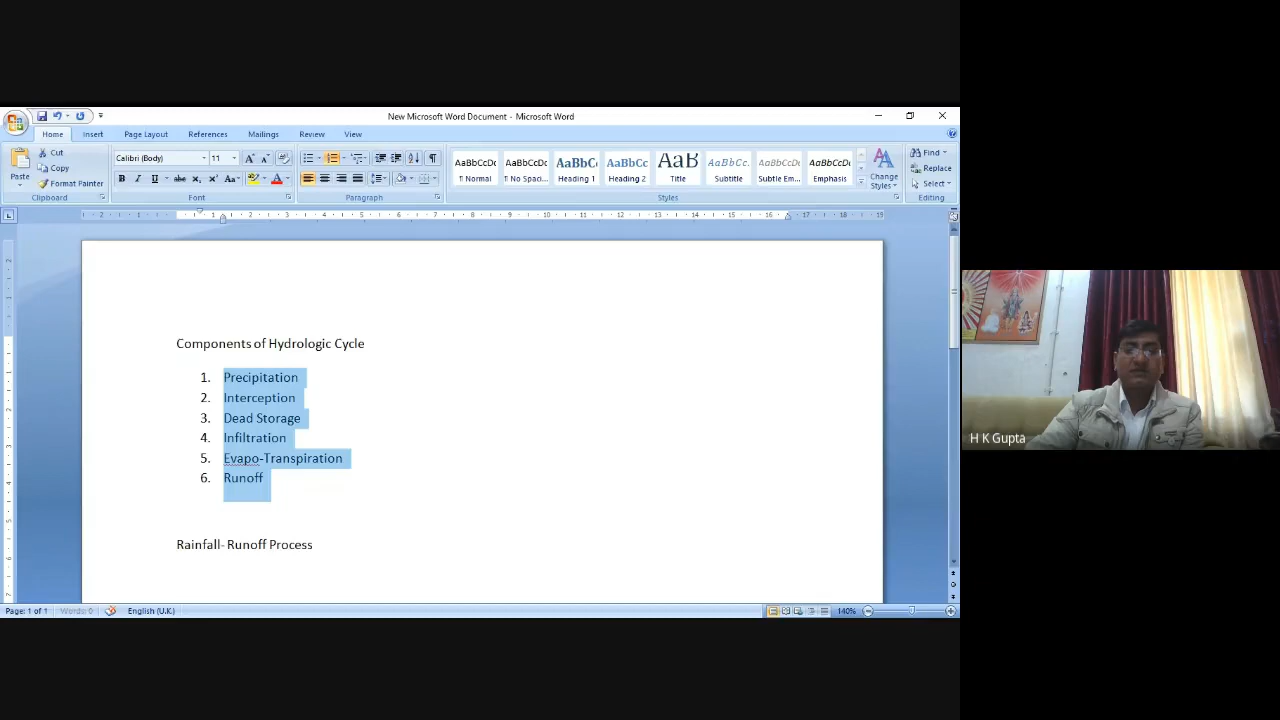 New Microsoft Word Document - Microsoft Word
Home Insert Page Layout References Mailings Review View
Paste
Cut
Copy
Format Painter
Clipboard
Calibri (Body) 11
Font
Paragraph
AaBbCcDc AaBbCcDc AaBbCc AaBbCc AaB AaBbCc. AaBbCcDc AaBbCcDc
¶ Normal ¶ No Spaci... Heading 1 Heading 2 Title Subtitle Subtle Em... Emphasis
Change Styles
Styles
Find
Replace
Select
Editing
Components of Hydrologic Cycle
1. Precipitation
2. Interception
3. Dead Storage
4. Infiltration
5. Evapo-Transpiration
6. Runoff
Rainfall- Runoff Process
Page: 1 of 1 Words: 0 English (U.K.) 140%
H K Gupta